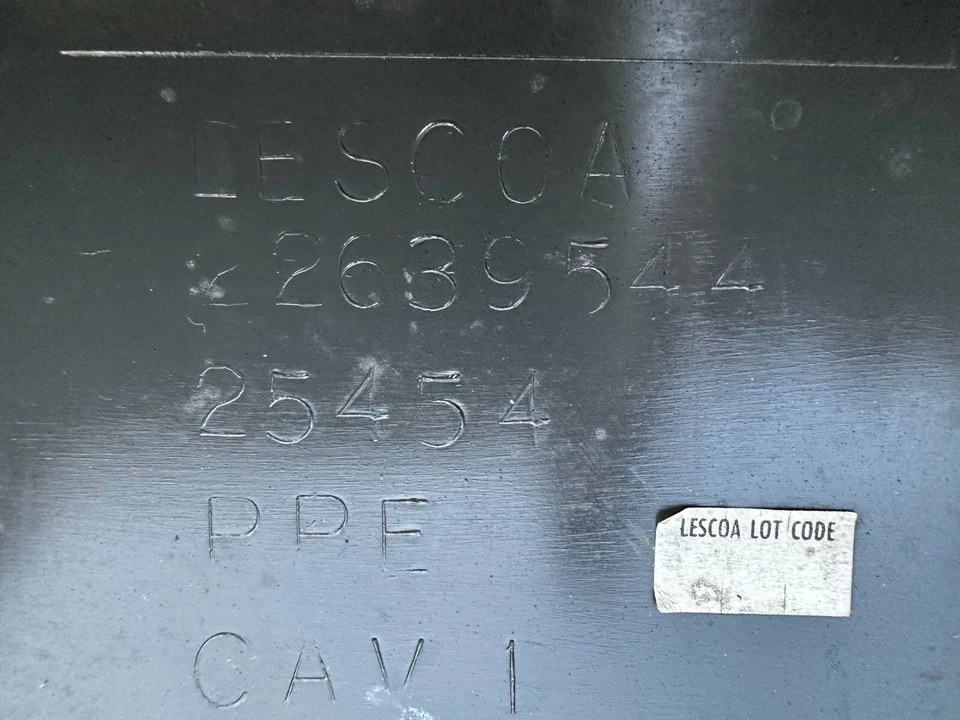 LESCOA
22639544
25454
PPE
LESCOA LOT CODE
CAV 1